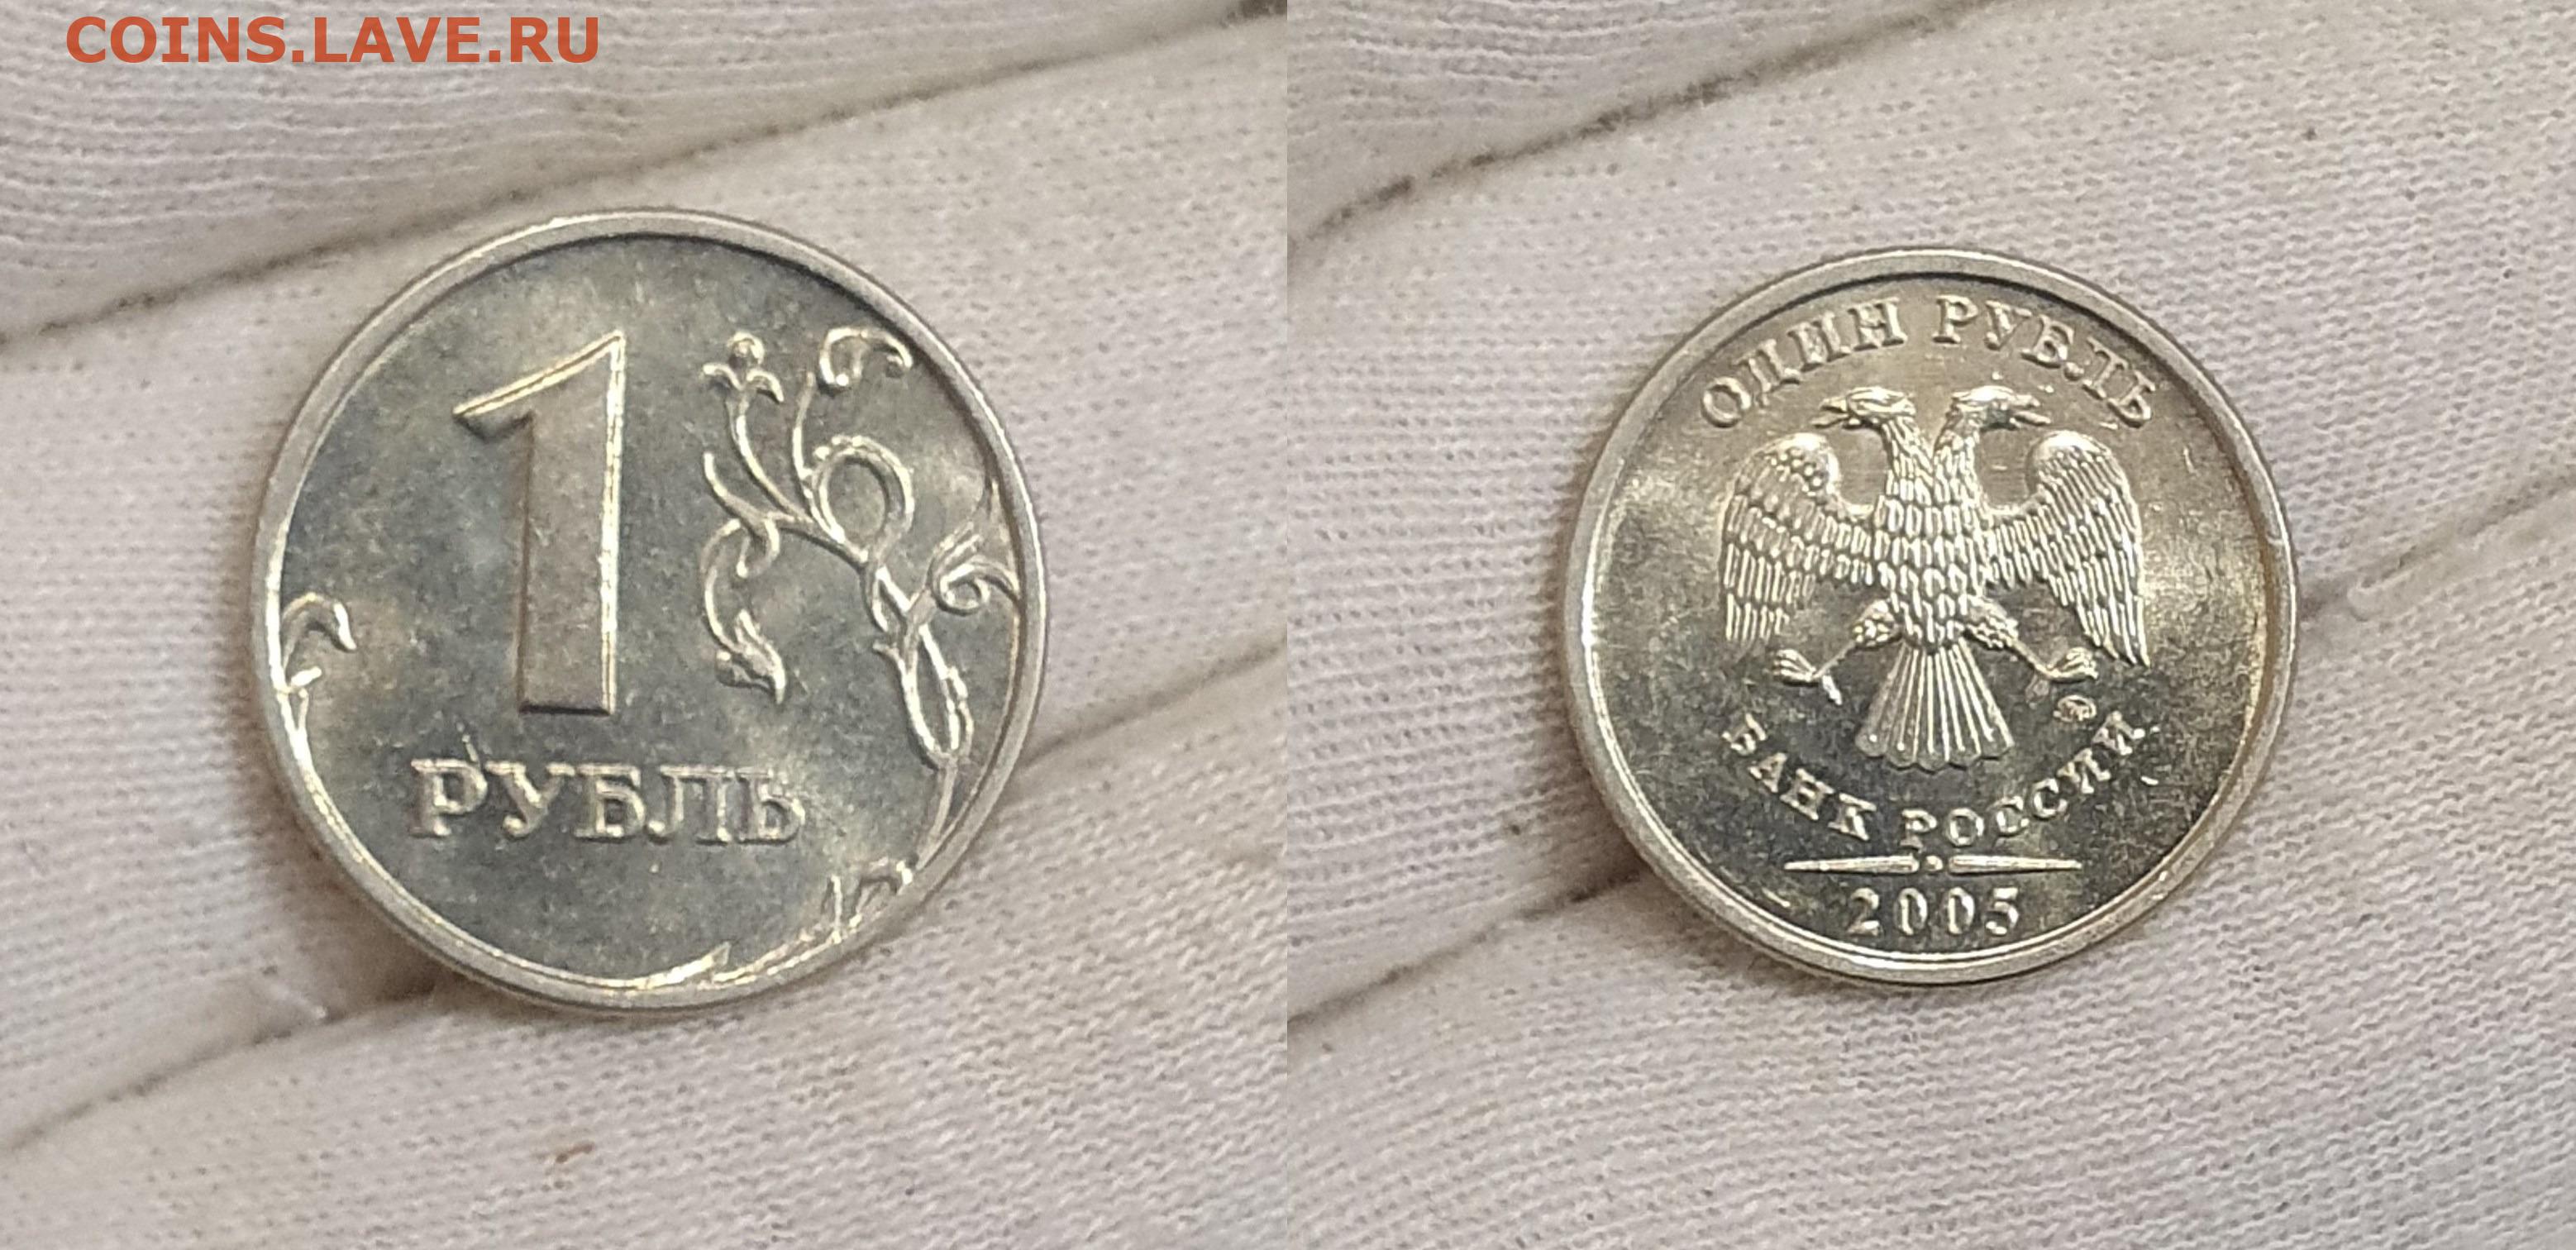 COINS.LAVE.RU
1
РУБЛЬ
ОДИН РУБЛЬ
БАНК РОССИИ
2005